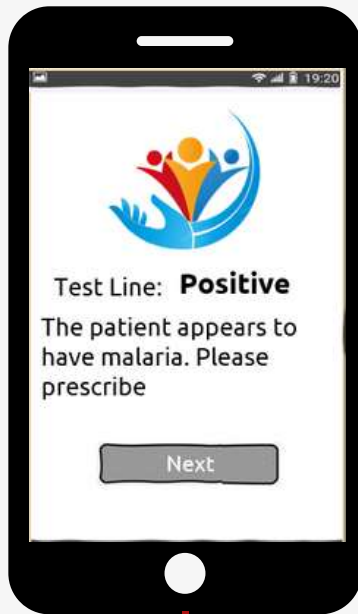 19:20
Test Line: Positive
The patient appears to
have malaria. Please
prescribe
Next